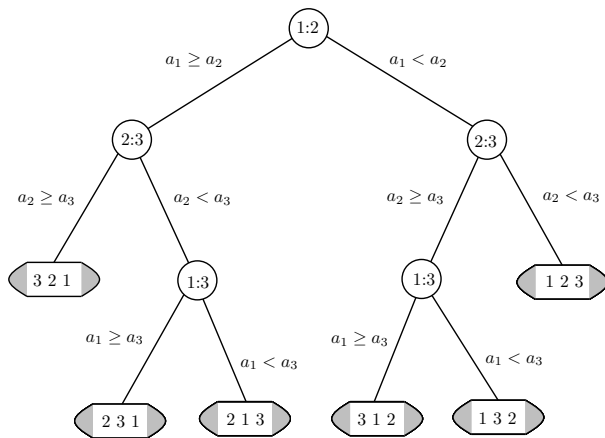 1:2
a₁ ≥ a₂
a₁ < a₂
2:3
2:3
a₂ ≥ a₃
a₂ < a₃
a₂ ≥ a₃
a₂ < a₃
3 2 1
1:3
1:3
1 2 3
a₁ ≥ a₃
a₁ < a₃
a₁ ≥ a₃
a₁ < a₃
2 3 1
2 1 3
3 1 2
1 3 2